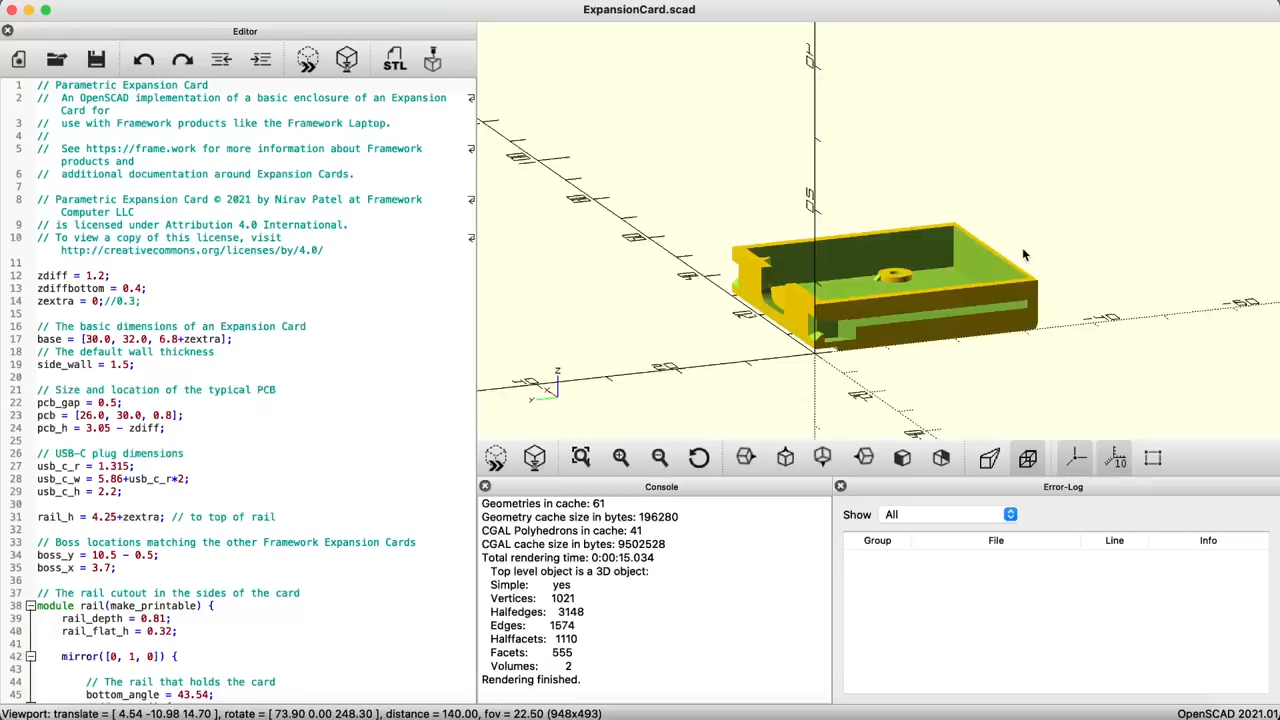 ExpansionCard.scad
Editor
STL
1 // Parametric Expansion Card
2 //  An OpenSCAD implementation of a basic enclosure of an Expansion
Card for
3 //  use with Framework products like the Framework Laptop.
4 //
5 //  See https://frame.work for more information about Framework
products and
6 //  additional documentation around Expansion Cards.
7
8 // Parametric Expansion Card © 2021 by Nirav Patel at Framework
Computer LLC
9 // is licensed under Attribution 4.0 International.
10 // To view a copy of this license, visit
http://creativecommons.org/licenses/by/4.0/
11
12 zdiff = 1.2;
13 zdiffbottom = 0.4;
14 zextra = 0;//0.3;
15
16 // The basic dimensions of an Expansion Card
17 base = [30.0, 32.0, 6.8+zextra];
18 // The default wall thickness
19 side_wall = 1.5;
20
21 // Size and location of the typical PCB
22 pcb_gap = 0.5;
23 pcb = [26.0, 30.0, 0.8];
24 pcb_h = 3.05 - zdiff;
25
26 // USB-C plug dimensions
27 usb_c_r = 1.315;
28 usb_c_w = 5.86+usb_c_r*2;
29 usb_c_h = 2.2;
30
31 rail_h = 4.25+zextra; // to top of rail
32
33 // Boss locations matching the other Framework Expansion Cards
34 boss_y = 10.5 - 0.5;
35 boss_x = 3.7;
36
37 // The rail cutout in the sides of the card
38 module rail(make_printable) {
39 rail_depth = 0.81;
40 rail_flat_h = 0.32;
41
42 mirror([0, 1, 0]) {
43
44 // The rail that holds the card
45 bottom_angle = 43.54;
z
x
y
10
Console
Geometries in cache: 61
Geometry cache size in bytes: 196280
CGAL Polyhedrons in cache: 41
CGAL cache size in bytes: 9502528
Total rendering time: 0:00:15.034
Top level object is a 3D object:
Simple: yes
Vertices: 1021
Halfedges: 3148
Edges: 1574
Halffacets: 1110
Facets: 555
Volumes: 2
Rendering finished.
Error-Log
Show All
Group File Line Info
Viewport: translate = [ 4.54 -10.98 14.70 ], rotate = [ 73.90 0.00 248.30 ], distance = 140.00, fov = 22.50 (948x493)
OpenSCAD 2021.01